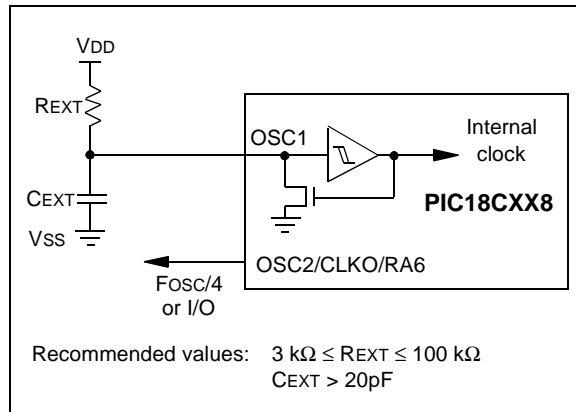 VDD
REXT
OSC1
Internal
clock
CEXT
PIC18CXX8
VSS
OSC2/CLKO/RA6
FOSC/4
or I/O
Recommended values: 3 kΩ ≤ REXT ≤ 100 kΩ
CEXT > 20pF